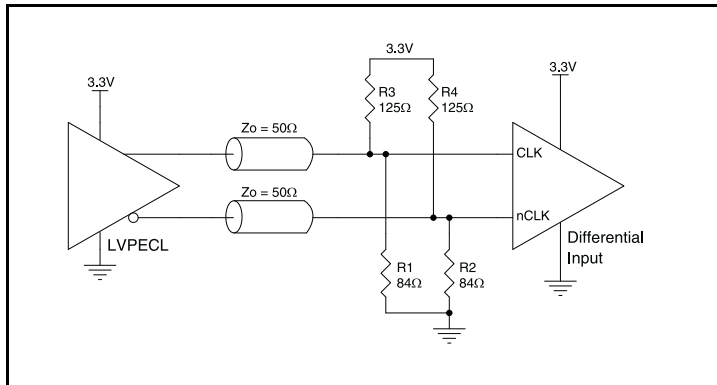 3.3V
3.3V
3.3V
R3
125Ω
R4
125Ω
Zo = 50Ω
CLK
Zo = 50Ω
nCLK
LVPECL
Differential
Input
R1
84Ω
R2
84Ω